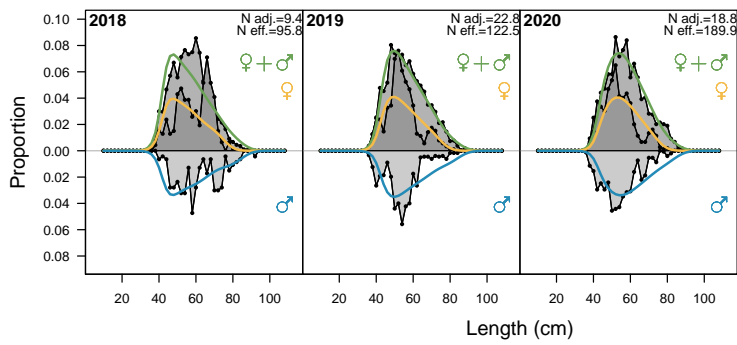 2018 N adj.=9.4 N eff.=95.8
2019 N adj.=22.8 N eff.=122.5
2020 N adj.=18.8 N eff.=189.9
♀+♂ ♀+♂ ♀+♂
♀ ♀ ♀
♂ ♂ ♂
Proportion
0.10
0.08
0.06
0.04
0.02
0.00
0.02
0.04
0.06
0.08
20 40 60 80 100 20 40 60 80 100 20 40 60 80 100
Length (cm)